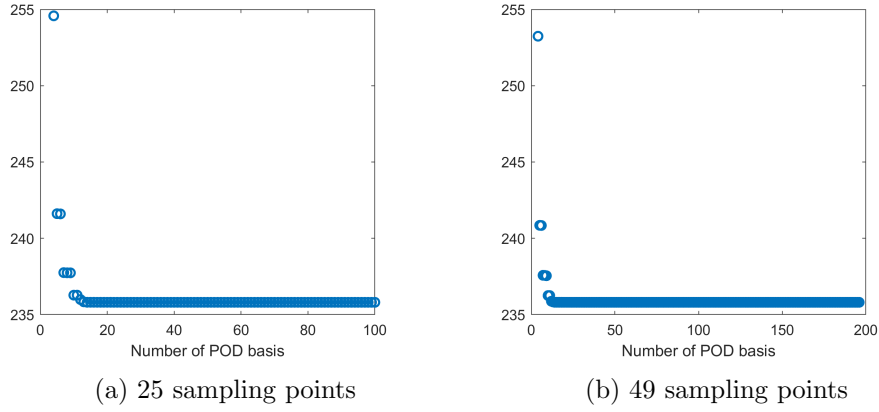 255
250
245
240
235
0 20 40 60 80 100
Number of POD basis
(a) 25 sampling points
255
250
245
240
235
0 50 100 150 200
Number of POD basis
(b) 49 sampling points